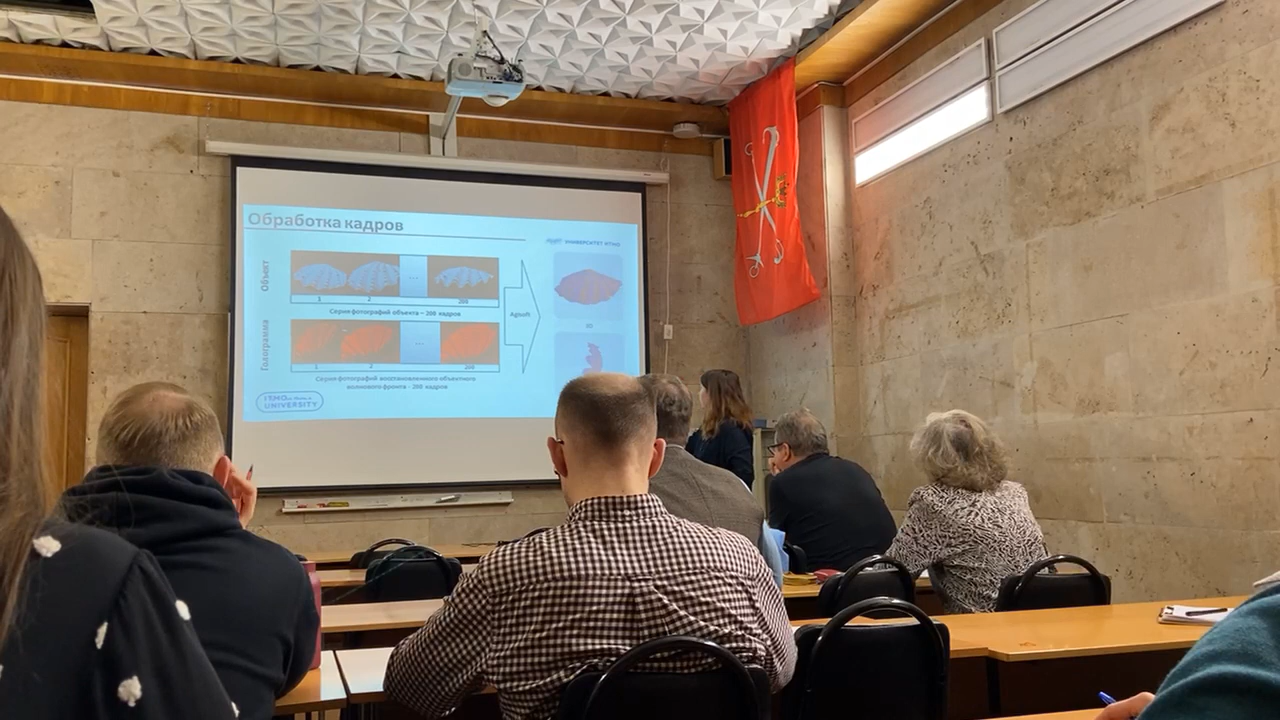 Обработка кадров
УНИВЕРСИТЕТ ИТМО
Объект
...
1 2 200
Серия фотографий объекта – 200 кадров
Agisoft
3D
Голограмма
...
1 2 200
Серия фотографий восстановленного объектного
волнового фронта - 200 кадров
ITMO
UNIVERSITY